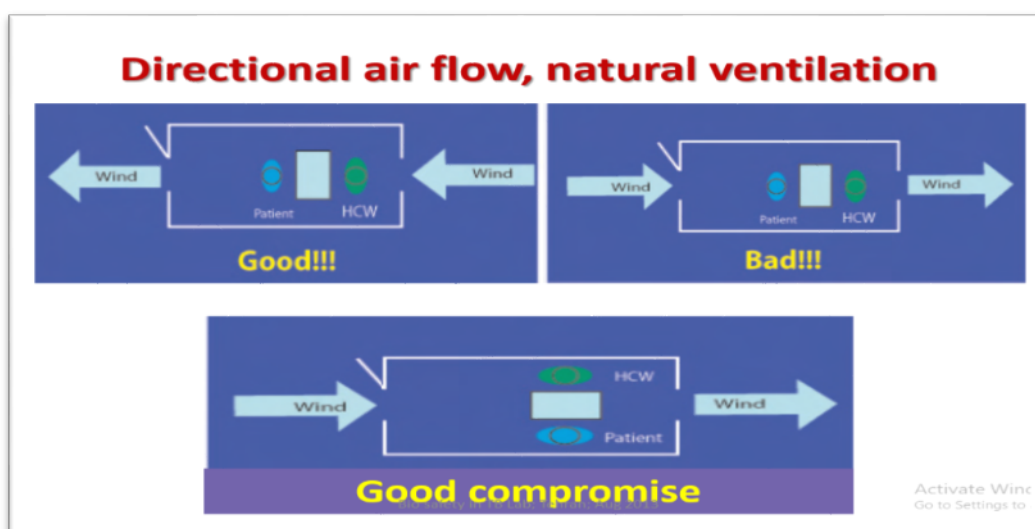 Directional air flow, natural ventilation
Wind
Patient
HCW
Wind
Good!!!
Wind
Patient
HCW
Wind
Bad!!!
Wind
HCW
Patient
Wind
Good compromise
Activate Winc
Go to Settings to